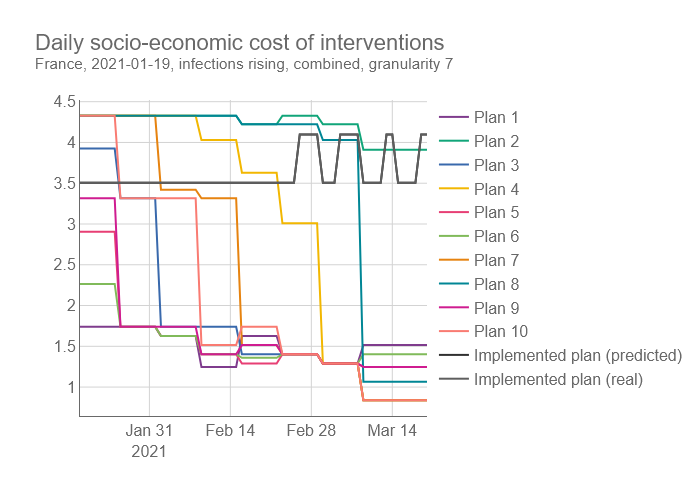 Daily socio-economic cost of interventions
France, 2021-01-19, infections rising, combined, granularity 7
4.5
4
3.5
3
2.5
2
1.5
1
Jan 31
2021
Feb 14
Feb 28
Mar 14
Plan 1
Plan 2
Plan 3
Plan 4
Plan 5
Plan 6
Plan 7
Plan 8
Plan 9
Plan 10
Implemented plan (predicted)
Implemented plan (real)